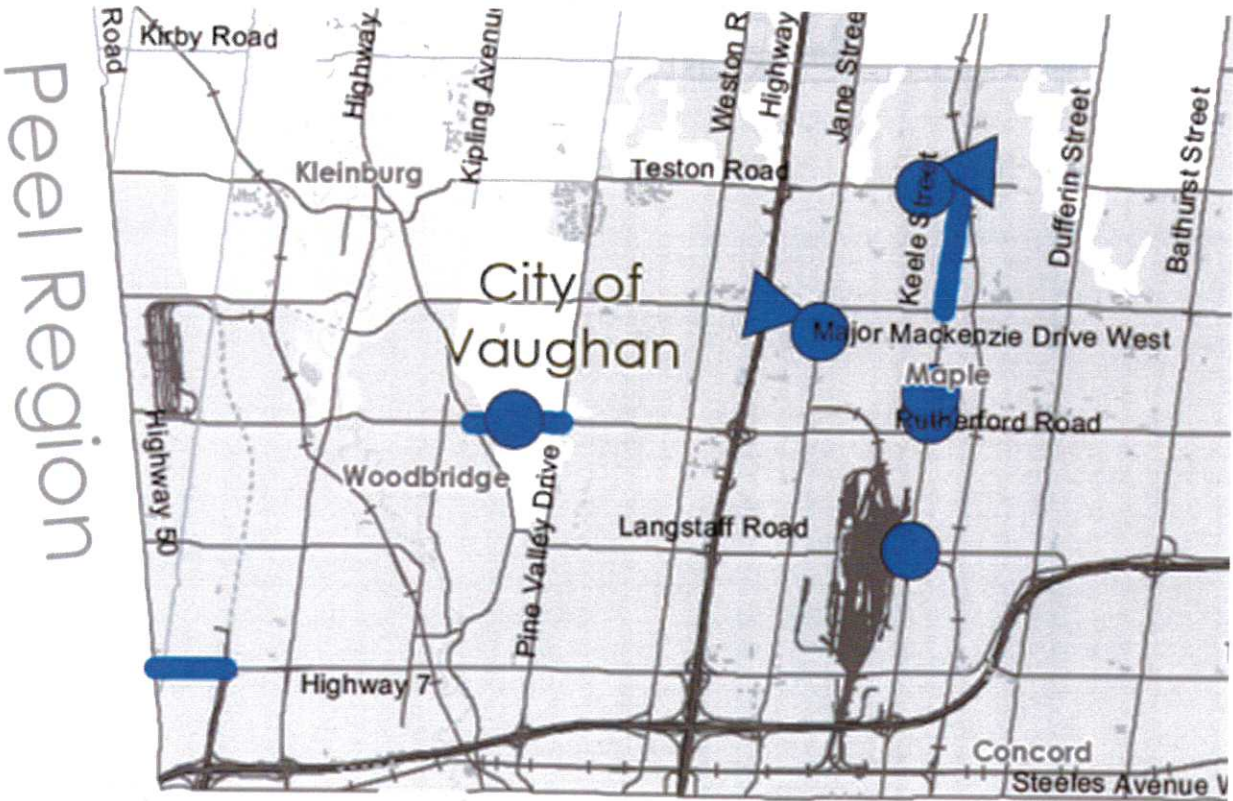 Road
Kirby Road
Highway
Kipling Avenu
Weston R
Highway
Jane Stree
Peel Region
Kleinburg
Teston Road
Keele Street
Dufferin Street
Bathurst Street
City of
Vaughan
Major Mackenzie Drive West
Maple
Rutherford Road
Highway 50
Woodbridge
Pine Valley Drive
Langstaff Road
Highway 7
Concord
Steeles Avenue W